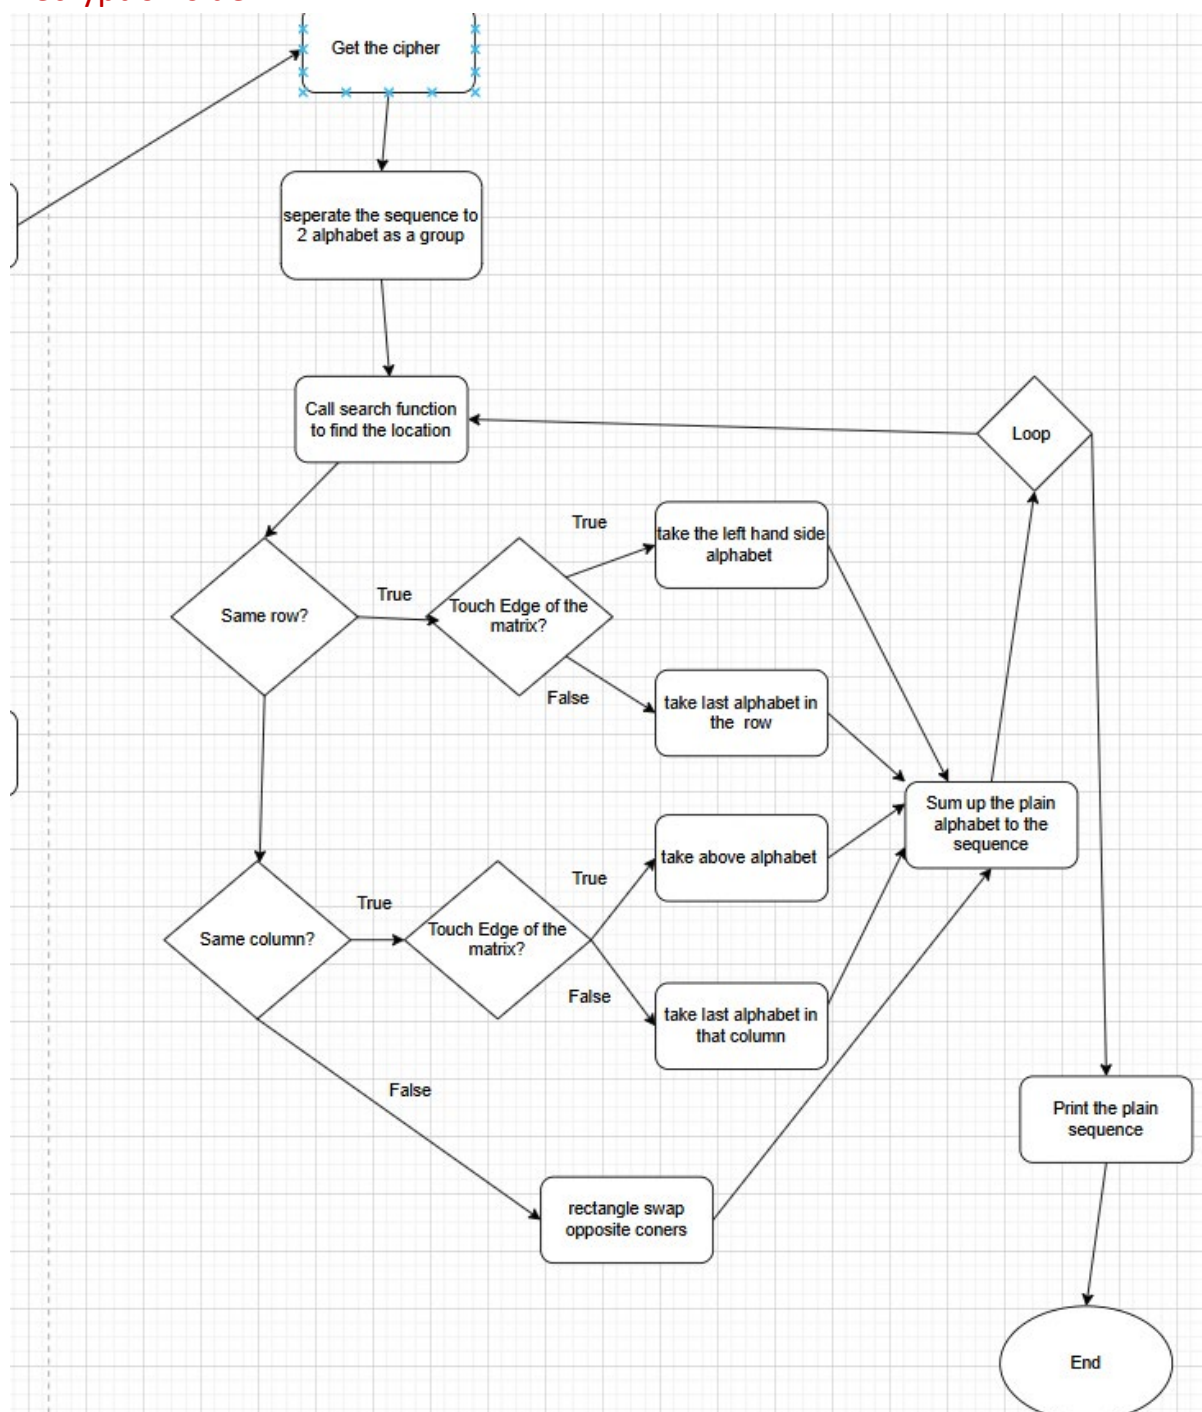 Get the cipher
seperate the sequence to
2 alphabet as a group
Call search function
to find the location
Loop
True
take the left hand side
alphabet
Same row?
True
Touch Edge of the
matrix?
False
take last alphabet in
the row
Sum up the plain
alphabet to the
sequence
take above alphabet
True
True
Same column?
Touch Edge of the
matrix?
False
take last alphabet in
that column
False
Print the plain
sequence
rectangle swap
opposite coners
End